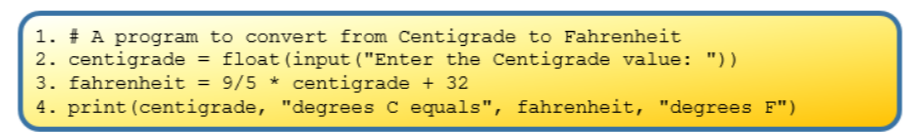 1. # A program to convert from Centigrade to Fahrenheit
2. centigrade = float(input("Enter the Centigrade value: "))
3. fahrenheit = 9/5 * centigrade + 32
4. print(centigrade, "degrees C equals", fahrenheit, "degrees F")